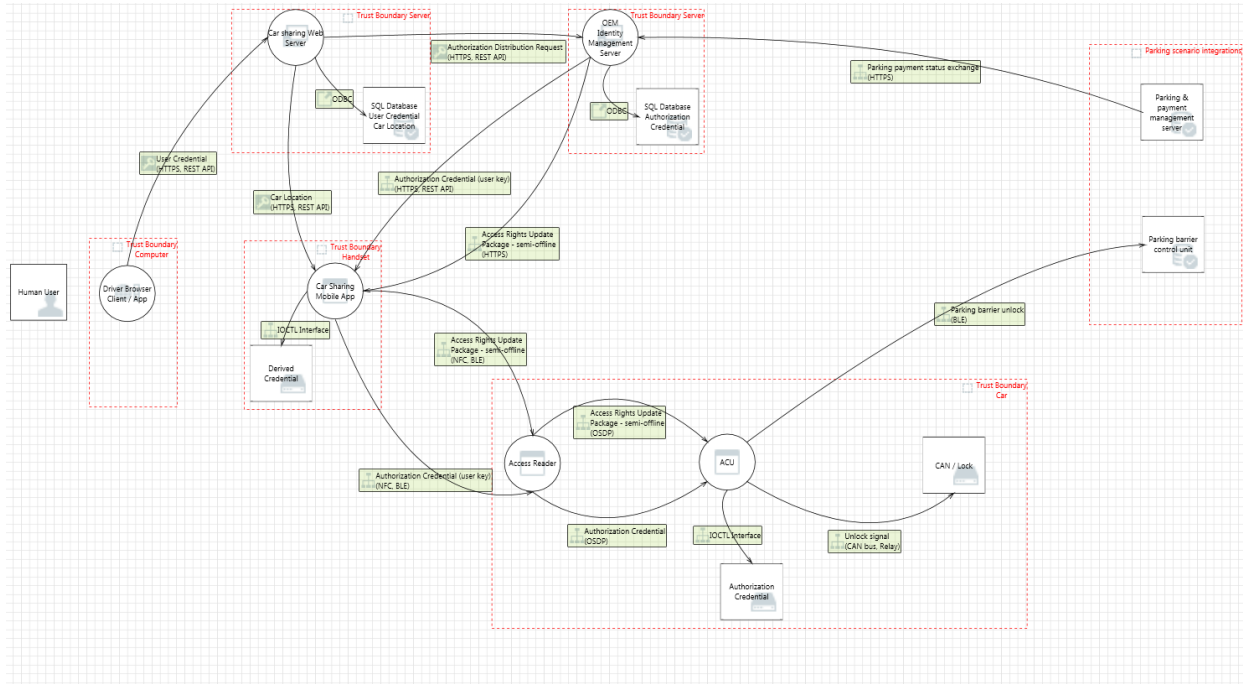 Car sharing Web
Server
Trust Boundary Server
ODBC
SQL Database
User Credential
Car Location
Authorization Distribution Request
(HTTPS, REST API)
OEM
Identity
Management
Server
Trust Boundary Server
ODBC
SQL Database
Authorization
Credential
Parking payment status exchange
(HTTPS)
Parking scenario integrations
Parking &
payment
management
server
Parking barrier
control unit
User Credential
(HTTPS, REST API)
Car Location
(HTTPS, REST API)
Authorization Credential (user key)
(HTTPS, REST API)
Access Rights Update
Package - semi-offline
(HTTPS)
Human User
Trust Boundary
Computer
Driver Browser
Client / App
Trust Boundary
Handset
Car Sharing
Mobile App
IOCTL Interface
Derived
Credential
Access Rights Update
Package - semi-offline
(NFC, BLE)
Parking barrier unlock
(BLE)
Authorization Credential (user key)
(NFC, BLE)
Trust Boundary
Car
Access Rights Update
Package - semi-offline
(OSDP)
Access Reader
ACU
CAN / Lock
Authorization Credential
(OSDP)
IOCTL Interface
Unlock signal
(CAN bus, Relay)
Authorization
Credential